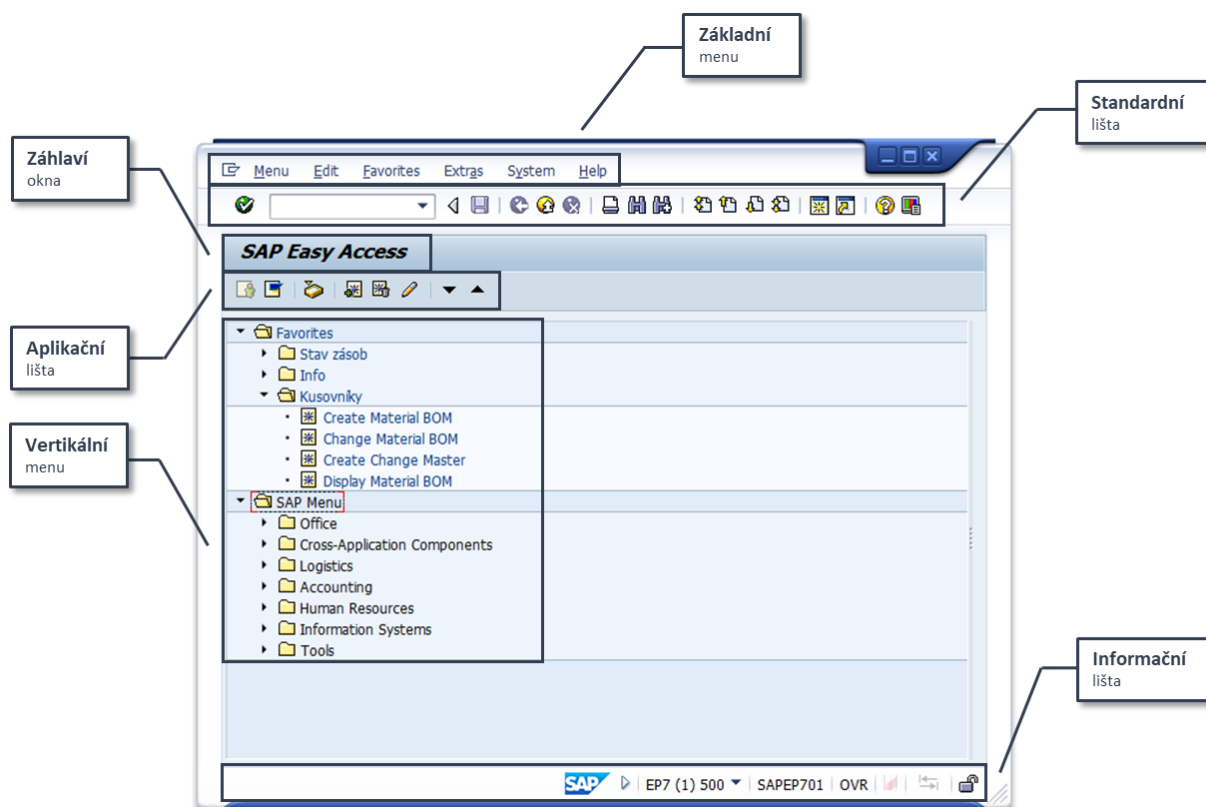 Základní
menu
Standardní
lišta
Záhlaví
okna
Menu Edit Favorites Extras System Help
SAP Easy Access
Aplikační
lišta
Favorites
Stav zásob
Info
Kusovníky
Create Material BOM
Change Material BOM
Create Change Master
Display Material BOM
Vertikální
menu
SAP Menu
Office
Cross-Application Components
Logistics
Accounting
Human Resources
Information Systems
Tools
Informační
lišta
SAP EP7 (1) 500 SAPEP701 OVR